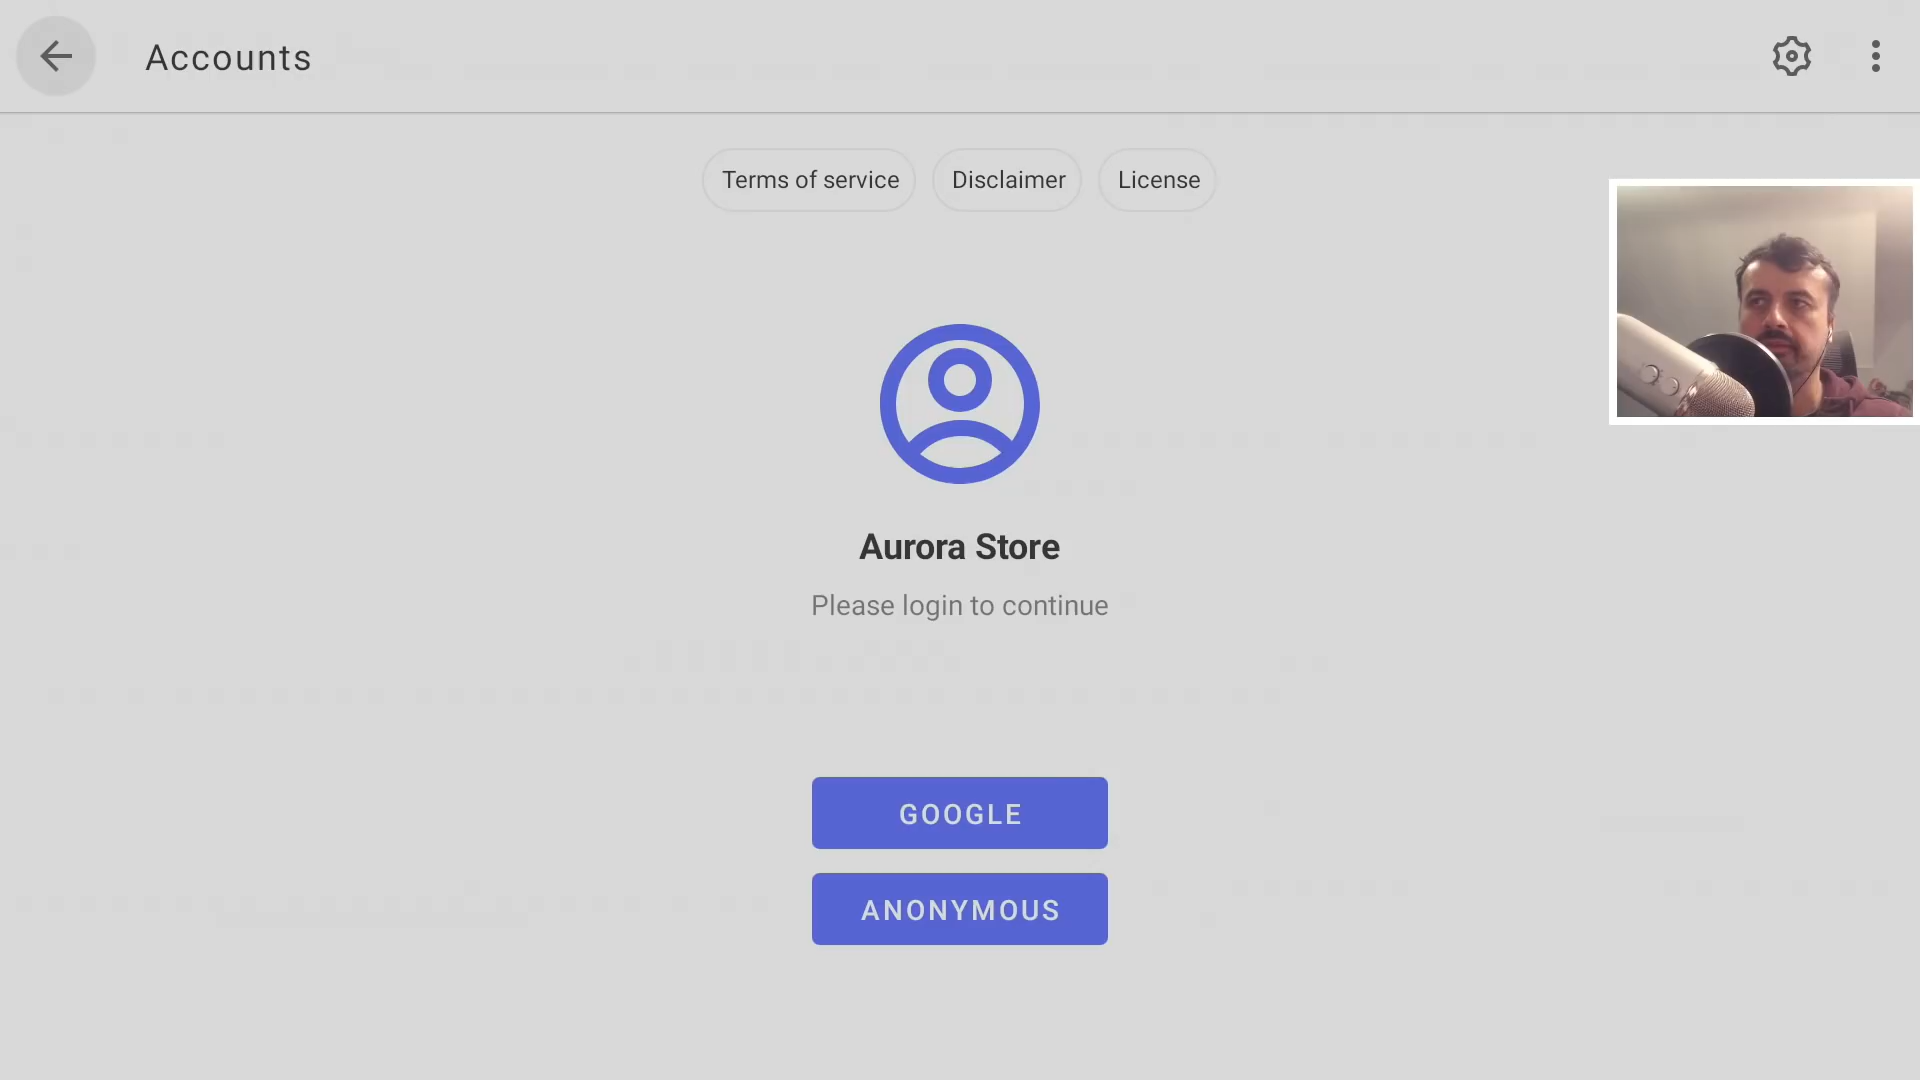 Accounts
Terms of service
Disclaimer
License
Aurora Store
Please login to continue
GOOGLE
ANONYMOUS